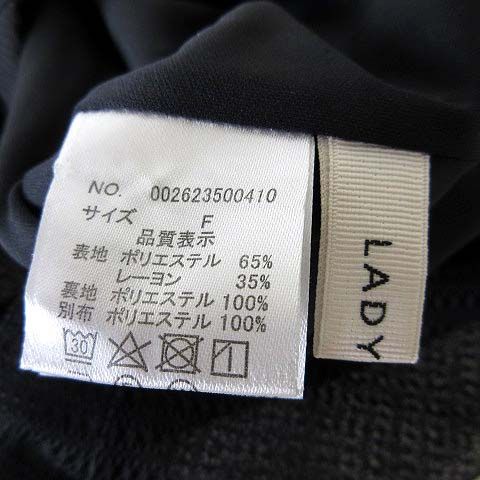 NO. 002623500410
サイズ F
品質表示
表地 ポリエステル 65%
レーヨン 35%
裏地 ポリエステル 100%
別布 ポリエステル 100%
30
LADY